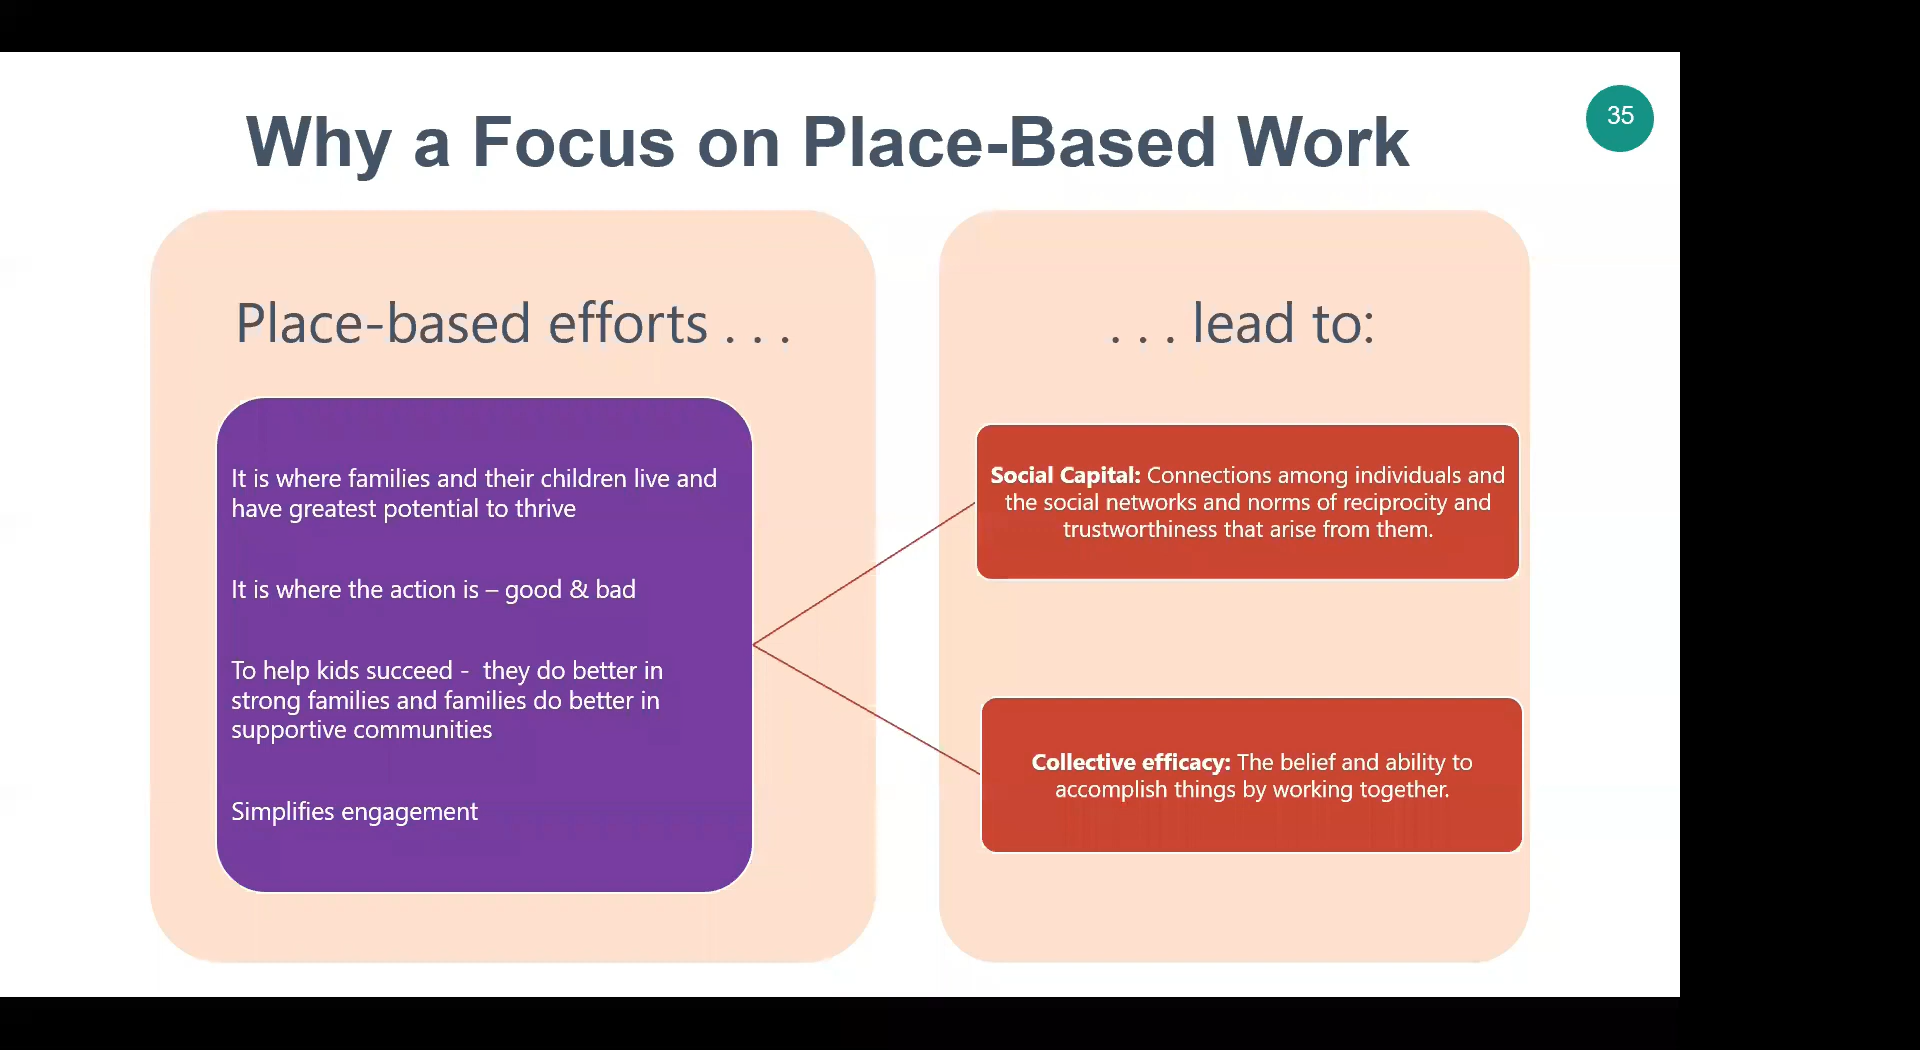 35
Why a Focus on Place-Based Work
Place-based efforts . . .
It is where families and their children live and
have greatest potential to thrive
It is where the action is – good & bad
To help kids succeed -  they do better in
strong families and families do better in
supportive communities
Simplifies engagement
. . . lead to:
Social Capital: Connections among individuals and
the social networks and norms of reciprocity and
trustworthiness that arise from them.
Collective efficacy: The belief and ability to
accomplish things by working together.